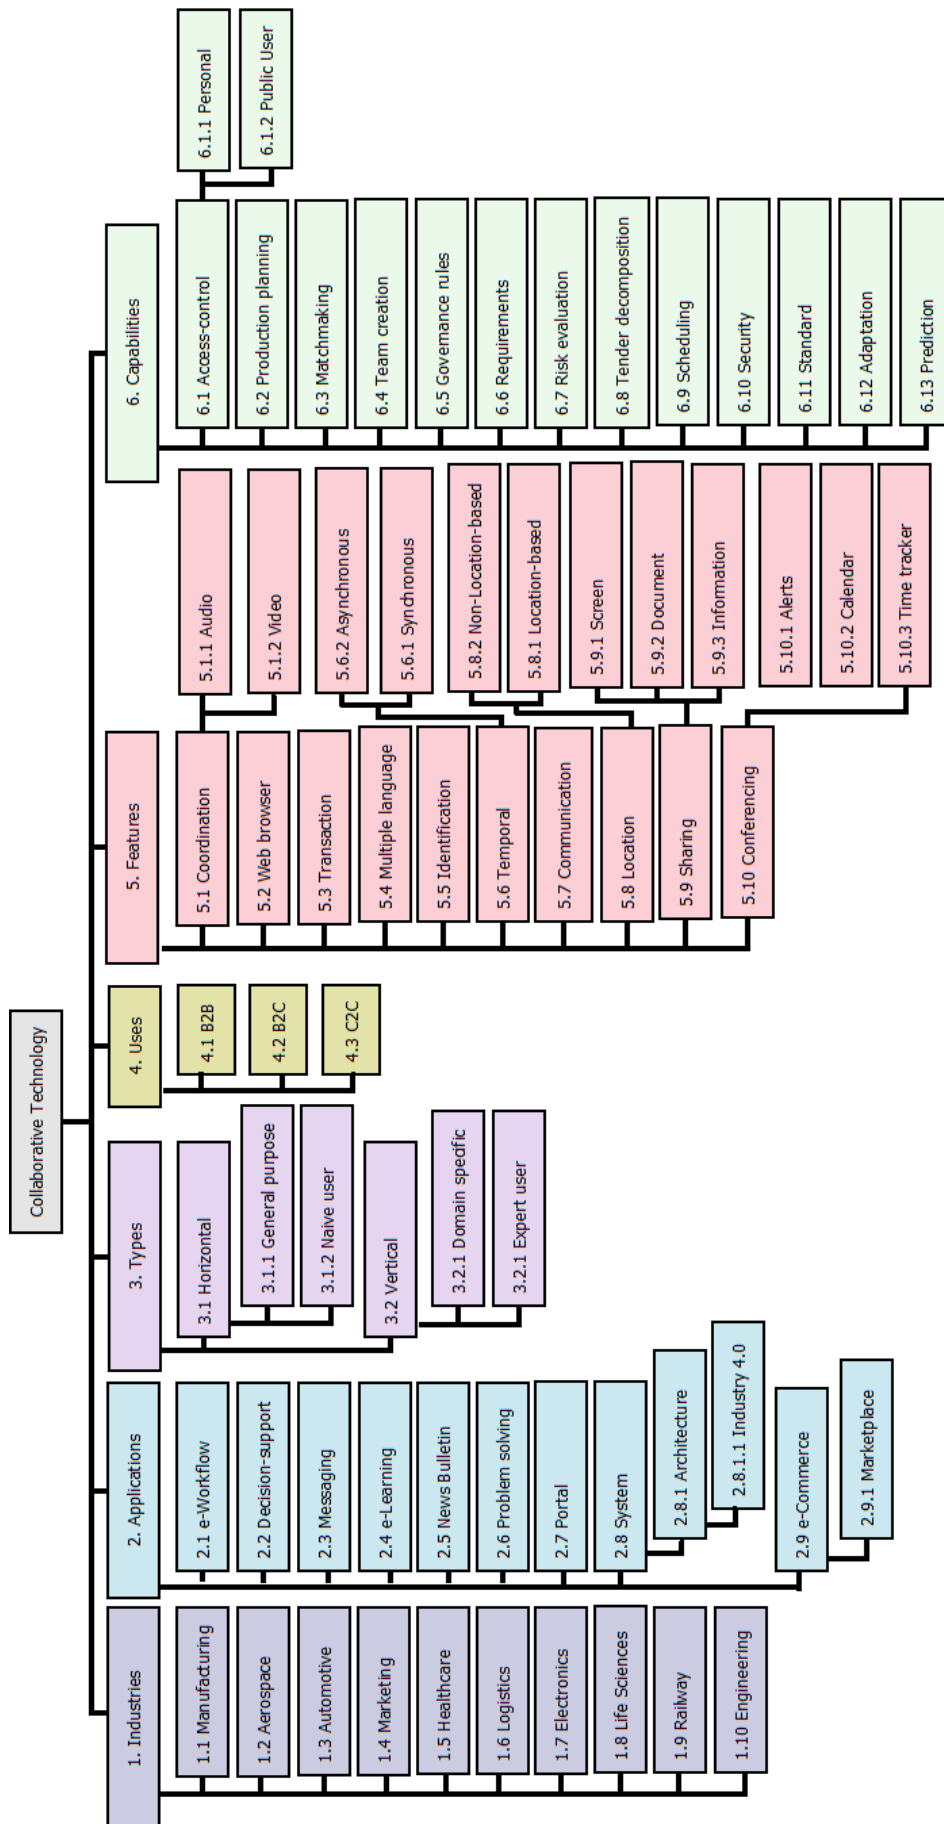 Collaborative Technology
1. Industries
1.1 Manufacturing
1.2 Aerospace
1.3 Automotive
1.4 Marketing
1.5 Healthcare
1.6 Logistics
1.7 Electronics
1.8 Life Sciences
1.9 Railway
1.10 Engineering
2. Applications
2.1 e-Workflow
2.2 Decision-support
2.3 Messaging
2.4 e-Learning
2.5 News Bulletin
2.6 Problem solving
2.7 Portal
2.8 System
2.8.1 Architecture
2.8.1.1 Industry 4.0
2.9 e-Commerce
2.9.1 Marketplace
3. Types
3.1 Horizontal
3.1.1 General purpose
3.1.2 Naive user
3.2 Vertical
3.2.1 Domain specific
3.2.1 Expert user
4. Uses
4.1 B2B
4.2 B2C
4.3 C2C
5. Features
5.1 Coordination
5.1.1 Audio
5.1.2 Video
5.2 Web browser
5.3 Transaction
5.4 Multiple language
5.5 Identification
5.6 Temporal
5.6.2 Asynchronous
5.6.1 Synchronous
5.7 Communication
5.8 Location
5.8.2 Non-Location-based
5.8.1 Location-based
5.9 Sharing
5.9.1 Screen
5.9.2 Document
5.9.3 Information
5.10 Conferencing
5.10.1 Alerts
5.10.2 Calendar
5.10.3 Time tracker
6. Capabilities
6.1 Access-control
6.1.1 Personal
6.1.2 Public User
6.2 Production planning
6.3 Matchmaking
6.4 Team creation
6.5 Governance rules
6.6 Requirements
6.7 Risk evaluation
6.8 Tender decomposition
6.9 Scheduling
6.10 Security
6.11 Standard
6.12 Adaptation
6.13 Prediction